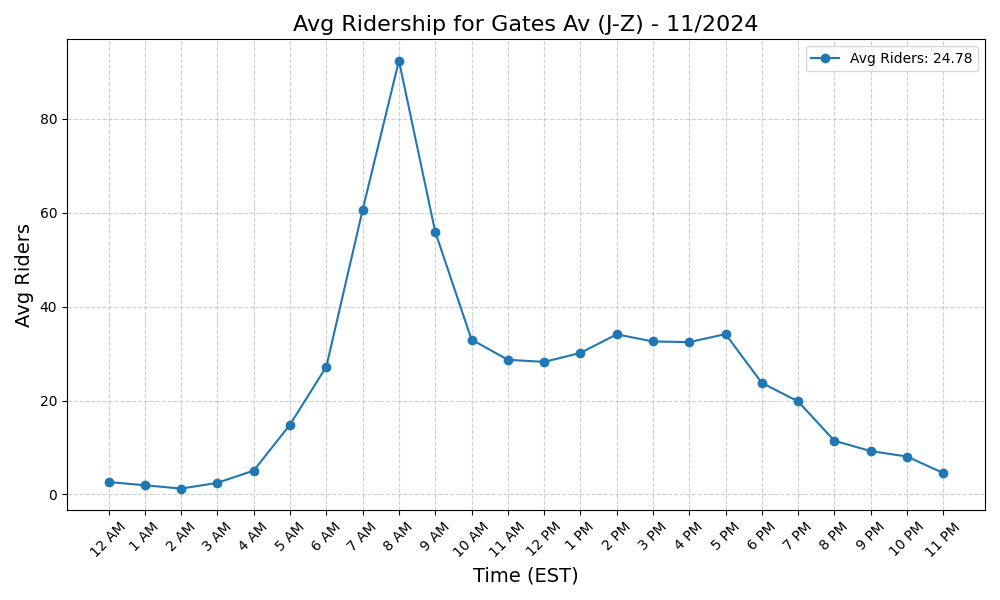 Avg Ridership for Gates Av (J-Z) - 11/2024
Avg Riders: 24.78
Avg Riders
80
60
40
20
0
12 AM
1 AM
2 AM
3 AM
4 AM
5 AM
6 AM
7 AM
8 AM
9 AM
10 AM
11 AM
12 PM
1 PM
2 PM
3 PM
4 PM
5 PM
6 PM
7 PM
8 PM
9 PM
10 PM
11 PM
Time (EST)